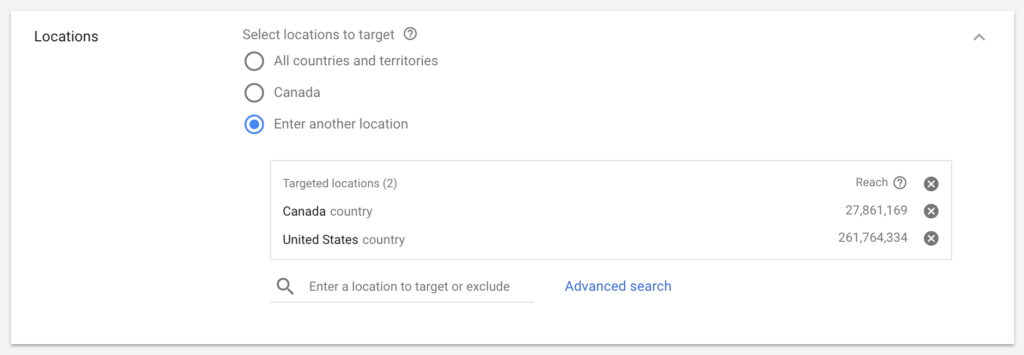 Locations
Select locations to target
All countries and territories
Canada
Enter another location
Targeted locations (2) Reach
Canada country 27,861,169
United States country 261,764,334
Enter a location to target or exclude Advanced search